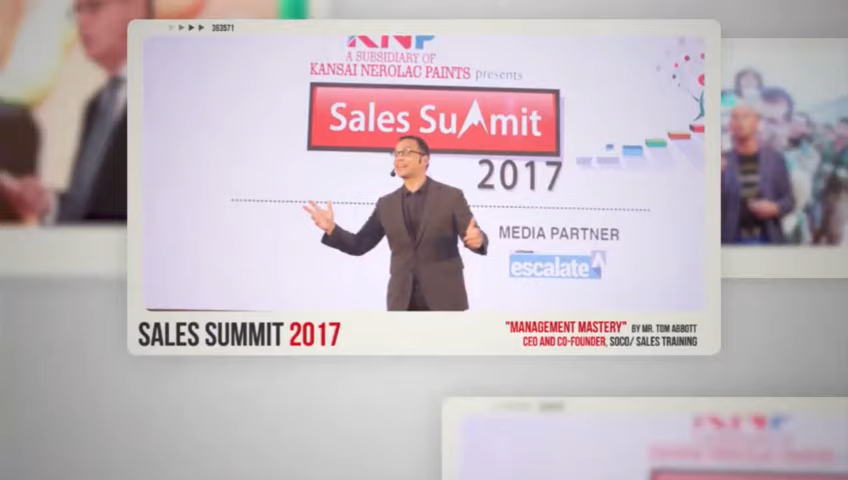 363571
KNP
A SUBSIDIARY OF
KANSAI NEROLAC PAINTS presents
Sales Summit
2017
MEDIA PARTNER
escalate
SALES SUMMIT 2017
"MANAGEMENT MASTERY" BY MR. TOM ABBOTT
CEO AND CO-FOUNDER, SOCO/ SALES TRAINING